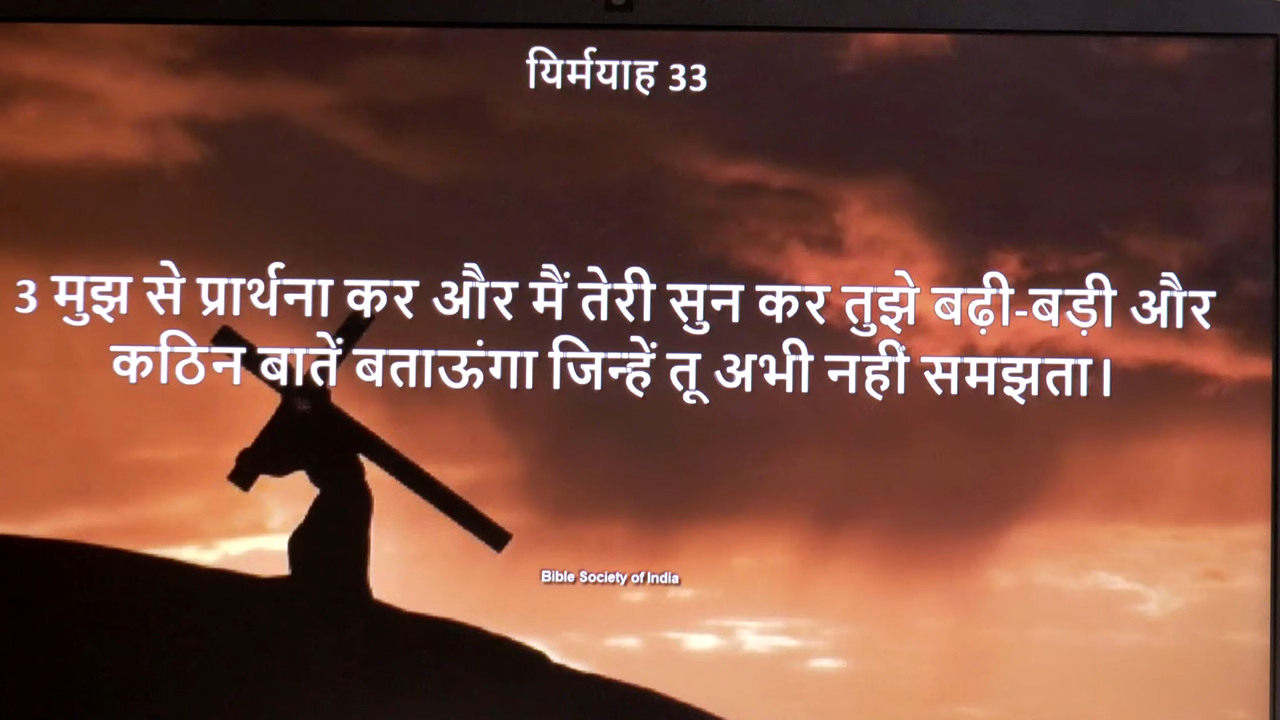 यिर्मयाह 33
3 मुझ से प्रार्थना कर और मैं तेरी सुन कर तुझे बढ़ी-बड़ी और
कठिन बातें बताऊंगा जिन्हें तू अभी नहीं समझता।
Bible Society of India